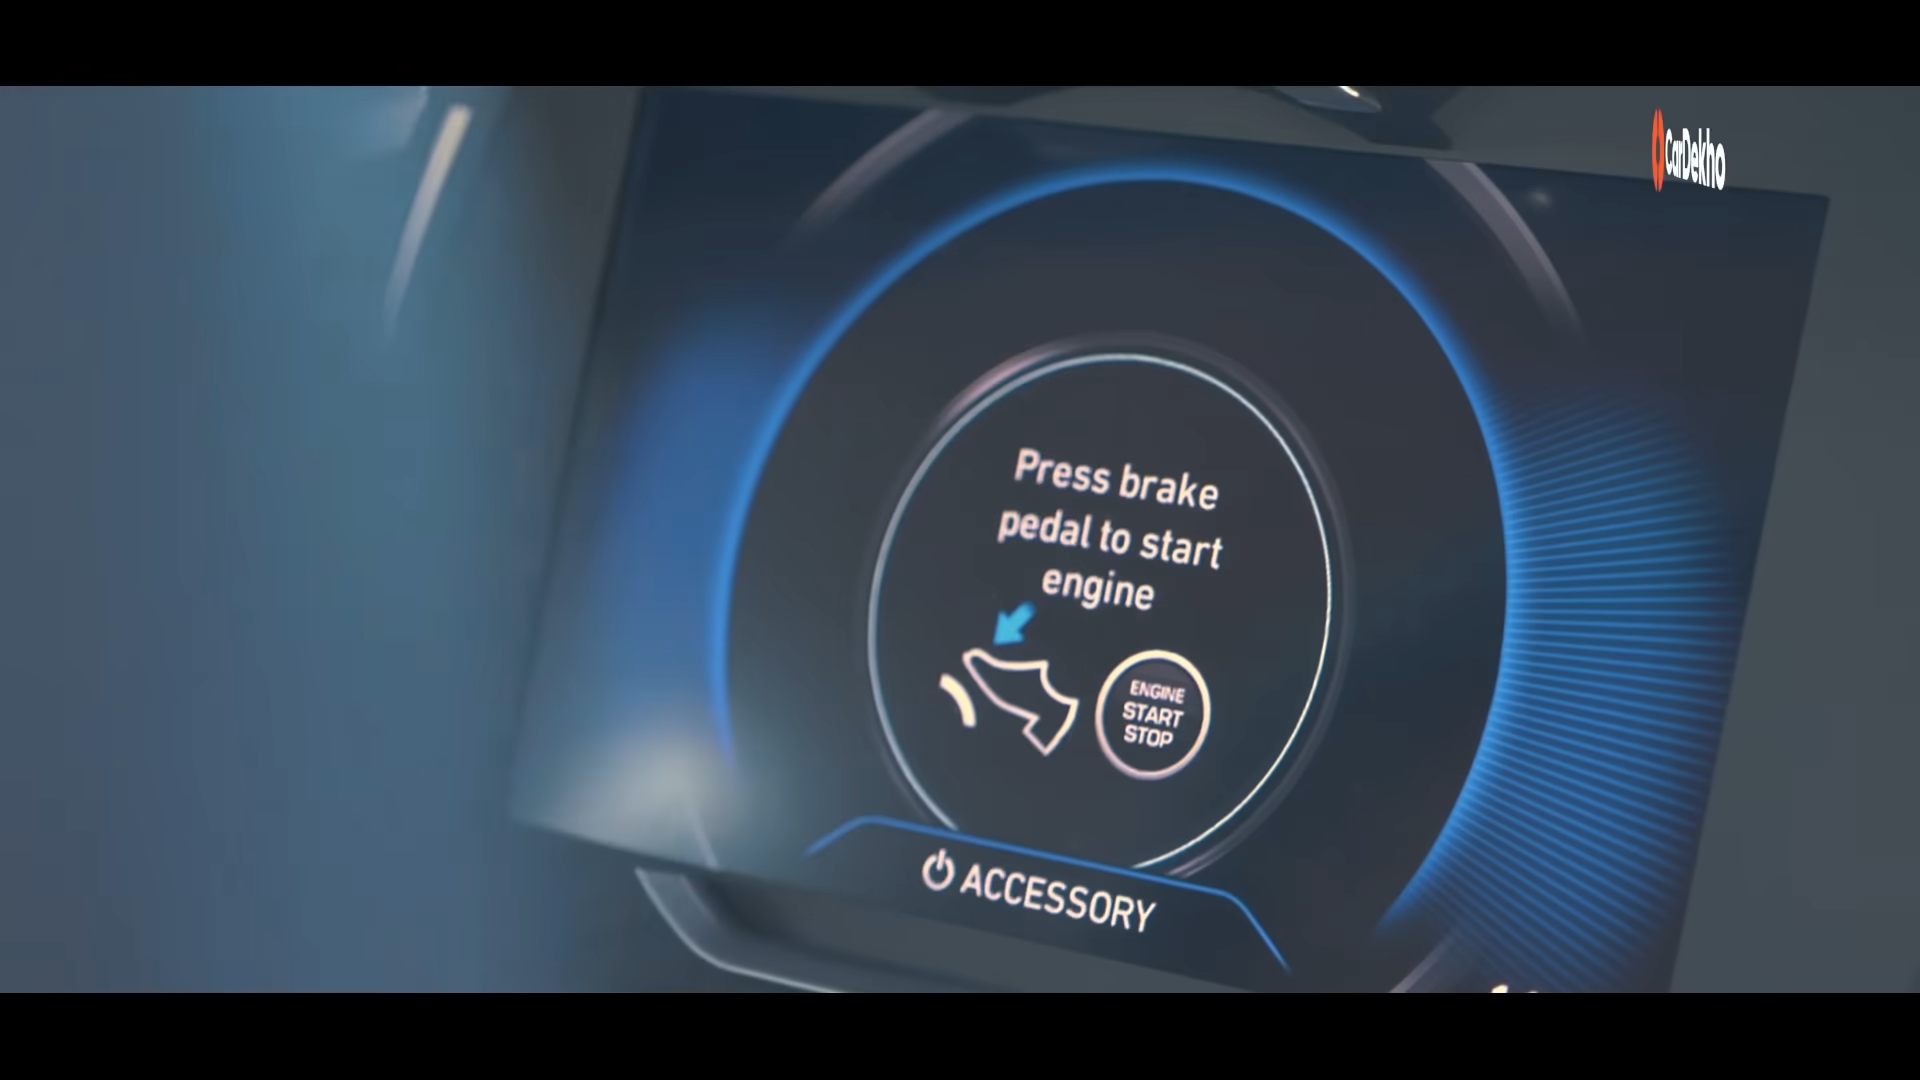 CarDekho
Press brake
pedal to start
engine
ENGINE
START
STOP
ACCESSORY